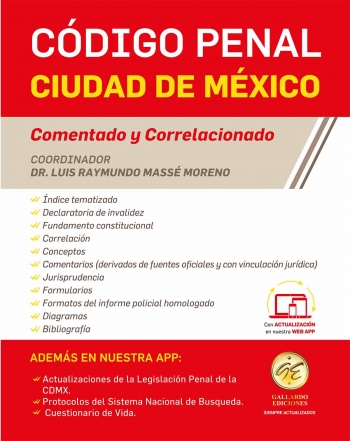 CÓDIGO PENAL
CIUDAD DE MÉXICO
Comentado y Correlacionado
COORDINADOR
DR. LUIS RAYMUNDO MASSÉ MORENO
Índice tematizado
Declaratoria de invalidez
Fundamento constitucional
Correlación
Conceptos
Comentarios (derivados de fuentes oficiales y con vinculación jurídica)
Jurisprudencia
Formularios
Formatos del informe policial homologado
Diagramas
Bibliografía
Con ACTUALIZACIÓN
en nuestra WEB APP
ADEMÁS EN NUESTRA APP:
Actualizaciones de la Legislación Penal de la
CDMX.
Protocolos del Sistema Nacional de Busqueda.
Cuestionario de Vida.
GALLARDO
EDICIONES
SIEMPRE ACTUALIZADOS